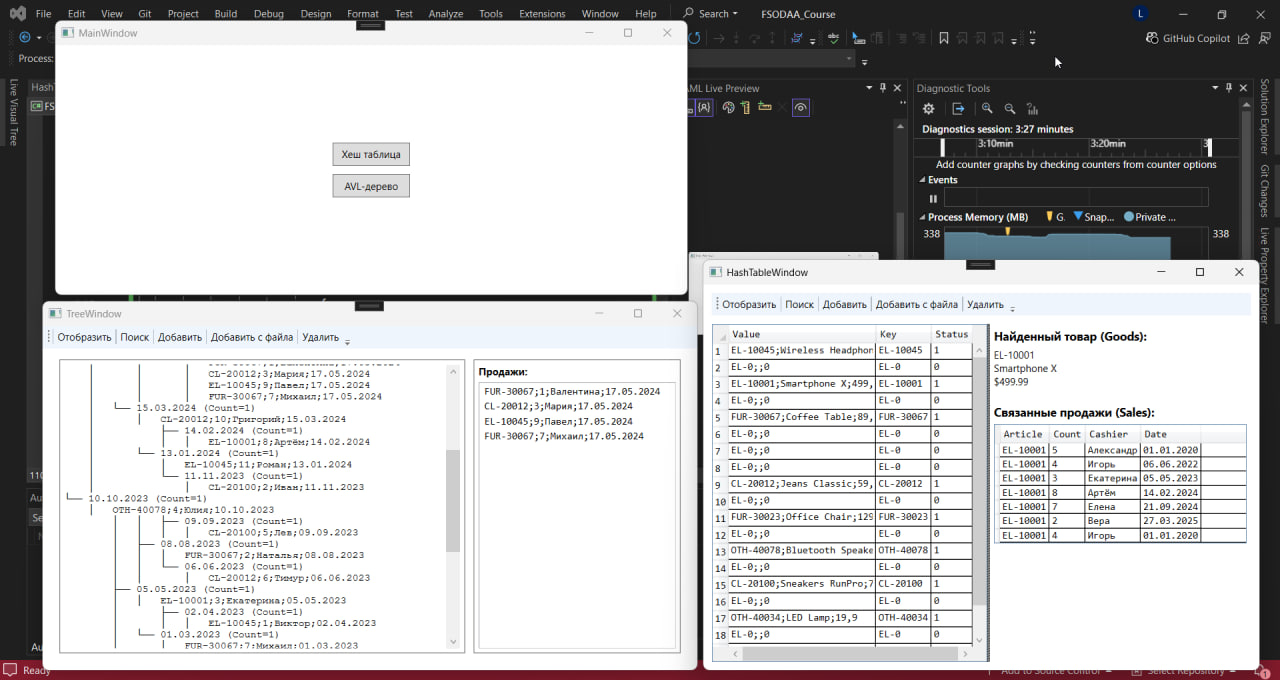 File Edit View Git Project Build Debug Design Format Test Analyze Tools Extensions Window Help Search FSODAA_Course L
GitHub Copilot
Process:
MainWindow
Хеш таблица
AVL-дерево
Live Visual Tree
Hash
FS
110
Au
Se
Au
Ready
AML Live Preview
Diagnostic Tools
Diagnostics session: 3:27 minutes
3:10min 3:20min 3
Add counter graphs by checking counters from counter options
Events
Process Memory (MB) G. Snap... Private ...
338 338
Solution Explorer
Git Changes
Live Property Explorer
TreeWindow
Отобразить Поиск Добавить Добавить с файла Удалить
CL-20012;3;Мария;17.05.2024
EL-10045;9;Павел;17.05.2024
FUR-30067;7;Михаил;17.05.2024
15.03.2024 (Count=1)
CL-20012;10;Григорий;15.03.2024
14.02.2024 (Count=1)
EL-10001;8;Артём;14.02.2024
13.01.2024 (Count=1)
EL-10045;11;Роман;13.01.2024
11.11.2023 (Count=1)
CL-20100;2;Иван;11.11.2023
10.10.2023 (Count=1)
OTH-40078;4;Юлия;10.10.2023
09.09.2023 (Count=1)
CL-20100;5;Лев;09.09.2023
08.08.2023 (Count=1)
FUR-30067;2;Наталья;08.08.2023
06.06.2023 (Count=1)
CL-20012;6;Тимур;06.06.2023
05.05.2023 (Count=1)
EL-10001;3;Екатерина;05.05.2023
02.04.2023 (Count=1)
EL-10045;1;Виктор;02.04.2023
01.03.2023 (Count=1)
FUR-30067;7;Михаил;01.03.2023
Продажи:
FUR-30067;1;Валентина;17.05.2024
CL-20012;3;Мария;17.05.2024
EL-10045;9;Павел;17.05.2024
FUR-30067;7;Михаил;17.05.2024
HashTableWindow
Отобразить Поиск Добавить Добавить с файла Удалить
Value Key Status
1 EL-10045;Wireless Headphon EL-10045 1
2 EL-0;;0 EL-0 0
3 EL-10001;Smartphone X;499, EL-10001 1
4 EL-0;;0 EL-0 0
5 FUR-30067;Coffee Table;89, FUR-30067 1
6 EL-0;;0 EL-0 0
7 EL-0;;0 EL-0 0
8 EL-0;;0 EL-0 0
9 CL-20012;Jeans Classic;59, CL-20012 1
10 EL-0;;0 EL-0 0
11 FUR-30023;Office Chair;129 FUR-30023 1
12 EL-0;;0 EL-0 0
13 OTH-40078;Bluetooth Speake OTH-40078 1
14 EL-0;;0 EL-0 0
15 CL-20100;Sneakers RunPro;7 CL-20100 1
16 EL-0;;0 EL-0 0
17 OTH-40034;LED Lamp;19,9 OTH-40034 1
18 EL-0;;0 EL-0 0
Найденный товар (Goods):
EL-10001
Smartphone X
$499.99
Связанные продажи (Sales):
Article Count Cashier Date
EL-10001 5 Александр 01.01.2020
EL-10001 4 Игорь 06.06.2022
EL-10001 3 Екатерина 05.05.2023
EL-10001 8 Артём 14.02.2024
EL-10001 7 Елена 21.09.2024
EL-10001 2 Вера 27.03.2025
EL-10001 4 Игорь 01.01.2020
Add to Source Control Select Repository 1